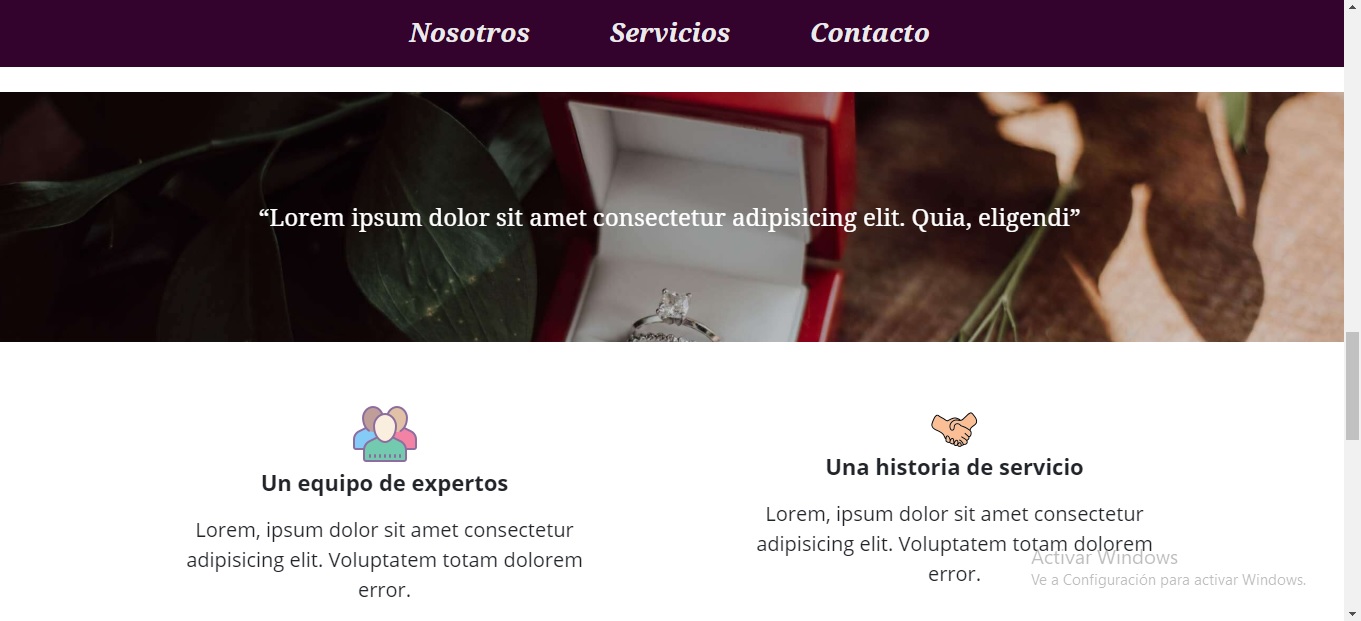 Nosotros Servicios Contacto
“Lorem ipsum dolor sit amet consectetur adipisicing elit. Quia, eligendi”
Un equipo de expertos
Lorem, ipsum dolor sit amet consectetur
adipisicing elit. Voluptatem totam dolorem
error.
Una historia de servicio
Lorem, ipsum dolor sit amet consectetur
adipisicing elit. Voluptatem totam dolorem
error.
Activar Windows
Ve a Configuración para activar Windows.